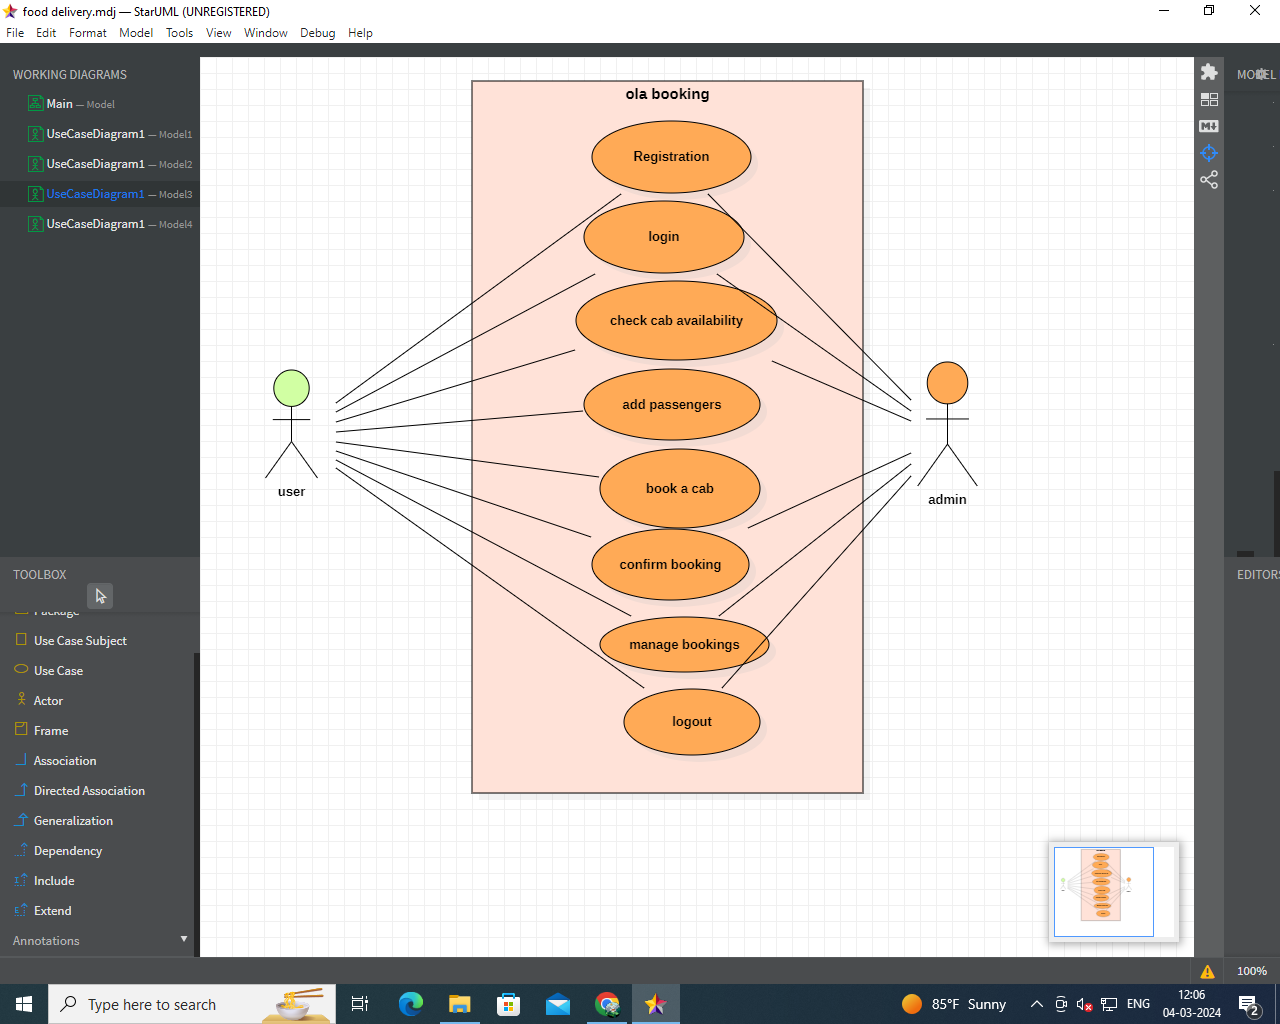 food delivery.mdj — StarUML (UNREGISTERED)
File Edit Format Model Tools View Window Debug Help
WORKING DIAGRAMS
Main — Model
UseCaseDiagram1 — Model1
UseCaseDiagram1 — Model2
UseCaseDiagram1 — Model3
UseCaseDiagram1 — Model4
TOOLBOX
Package
Use Case Subject
Use Case
Actor
Frame
Association
Directed Association
Generalization
Dependency
Include
Extend
Annotations
ola booking
Registration
login
check cab availability
add passengers
book a cab
confirm booking
manage bookings
logout
user
admin
MODEL
EDITORS
100%
Type here to search
85°F Sunny
ENG
12:06
04-03-2024
2